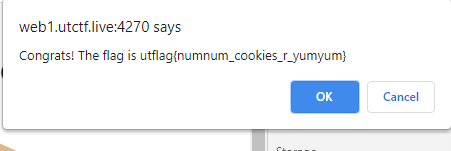 web1.utctf.live:4270 says
Congrats! The flag is utflag{numnum_cookies_r_yumyum}
OK
Cancel